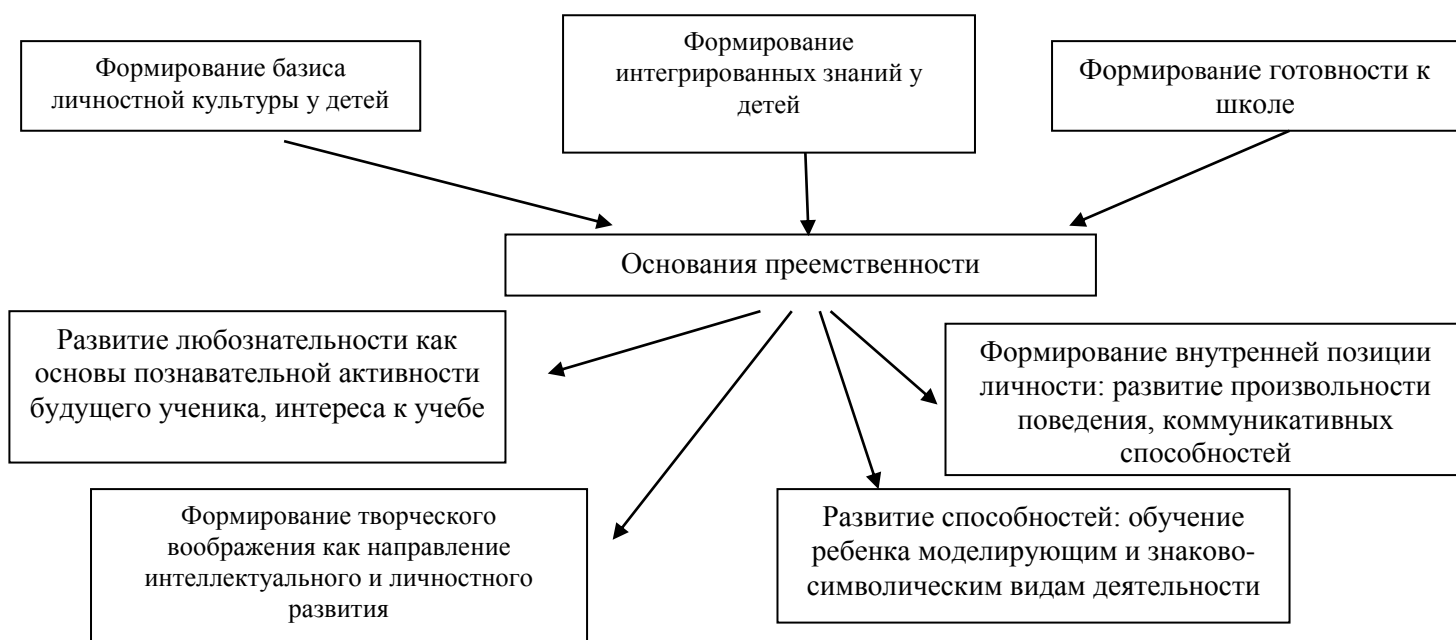 Формирование базиса
личностной культуры у детей
Формирование
интегрированных знаний у
детей
Формирование готовности к
школе
Основания преемственности
Развитие любознательности как
основы познавательной активности
будущего ученика, интереса к учебе
Формирование внутренней позиции
личности: развитие произвольности
поведения, коммуникативных
способностей
Формирование творческого
воображения как направление
интеллектуального и личностного
развития
Развитие способностей: обучение
ребенка моделирующим и знаково-
символическим видам деятельности